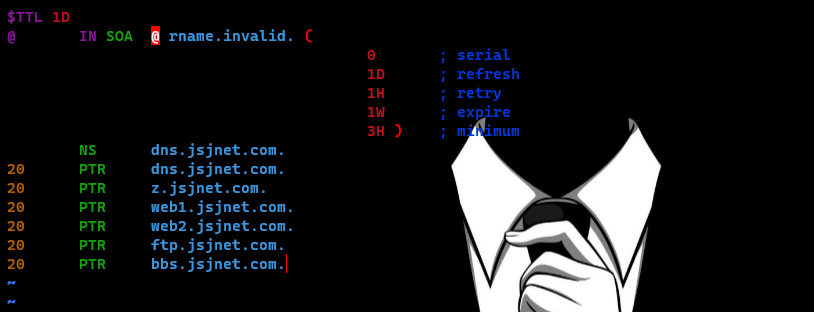 $TTL 1D
@ IN SOA @ rname.invalid. (
0 ; serial
1D ; refresh
1H ; retry
1W ; expire
3H ) ; minimum
NS dns.jsjnet.com.
20 PTR dns.jsjnet.com.
20 PTR z.jsjnet.com.
20 PTR web1.jsjnet.com.
20 PTR web2.jsjnet.com.
20 PTR ftp.jsjnet.com.
20 PTR bbs.jsjnet.com.
~
~